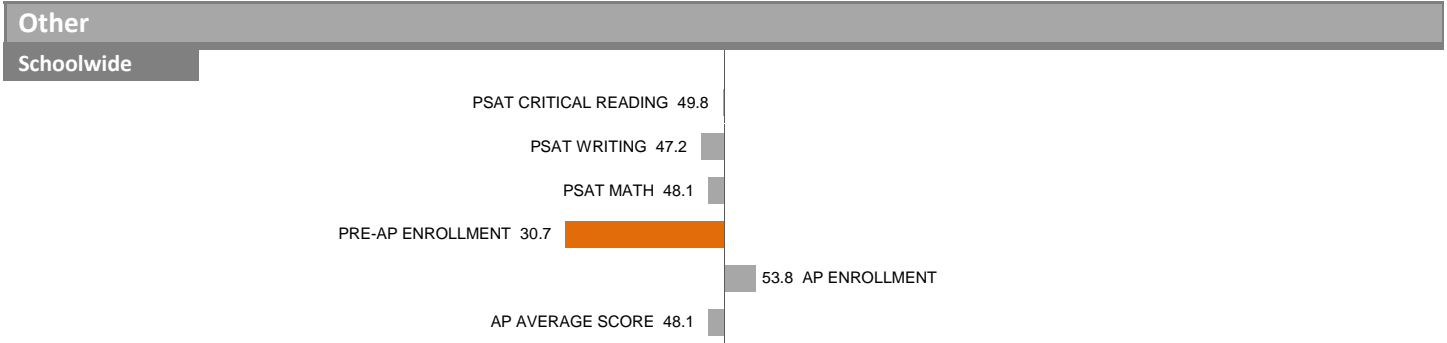 Other
Schoolwide
PSAT CRITICAL READING 49.8
PSAT WRITING 47.2
PSAT MATH 48.1
PRE-AP ENROLLMENT 30.7
53.8 AP ENROLLMENT
AP AVERAGE SCORE 48.1